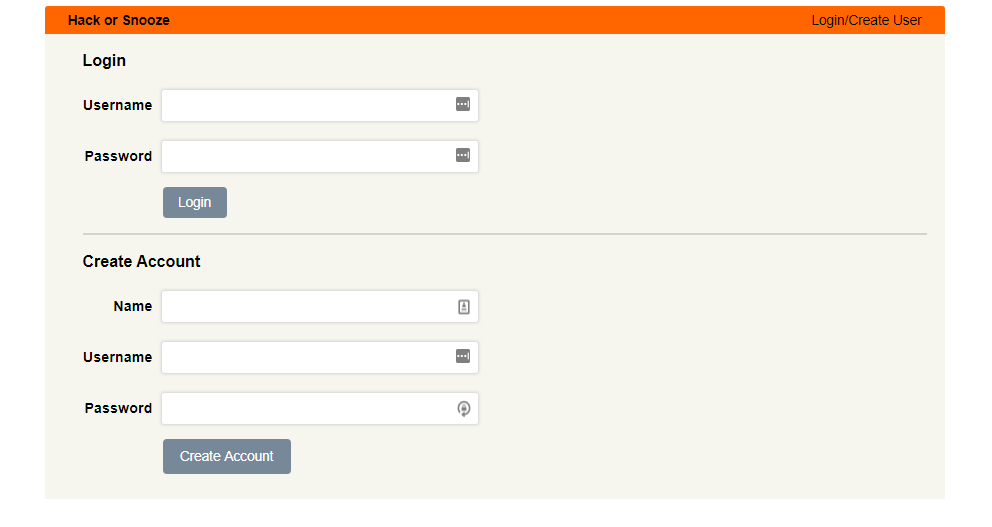 Hack or Snooze Login/Create User
Login
Username
Password
Login
Create Account
Name
Username
Password
Create Account